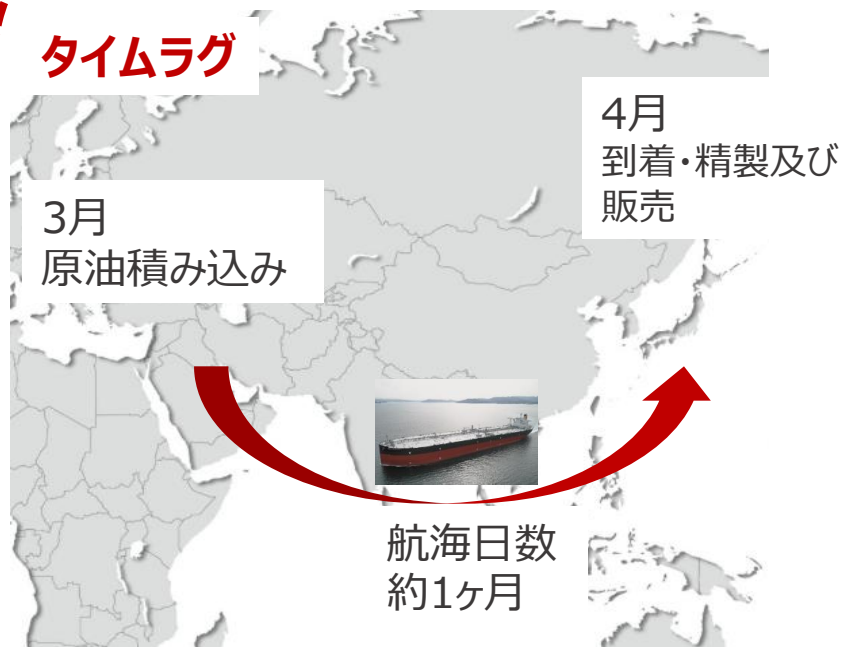 タイムラグ
3月
原油積み込み
4月
到着・精製及び
販売
航海日数
約1ヶ月